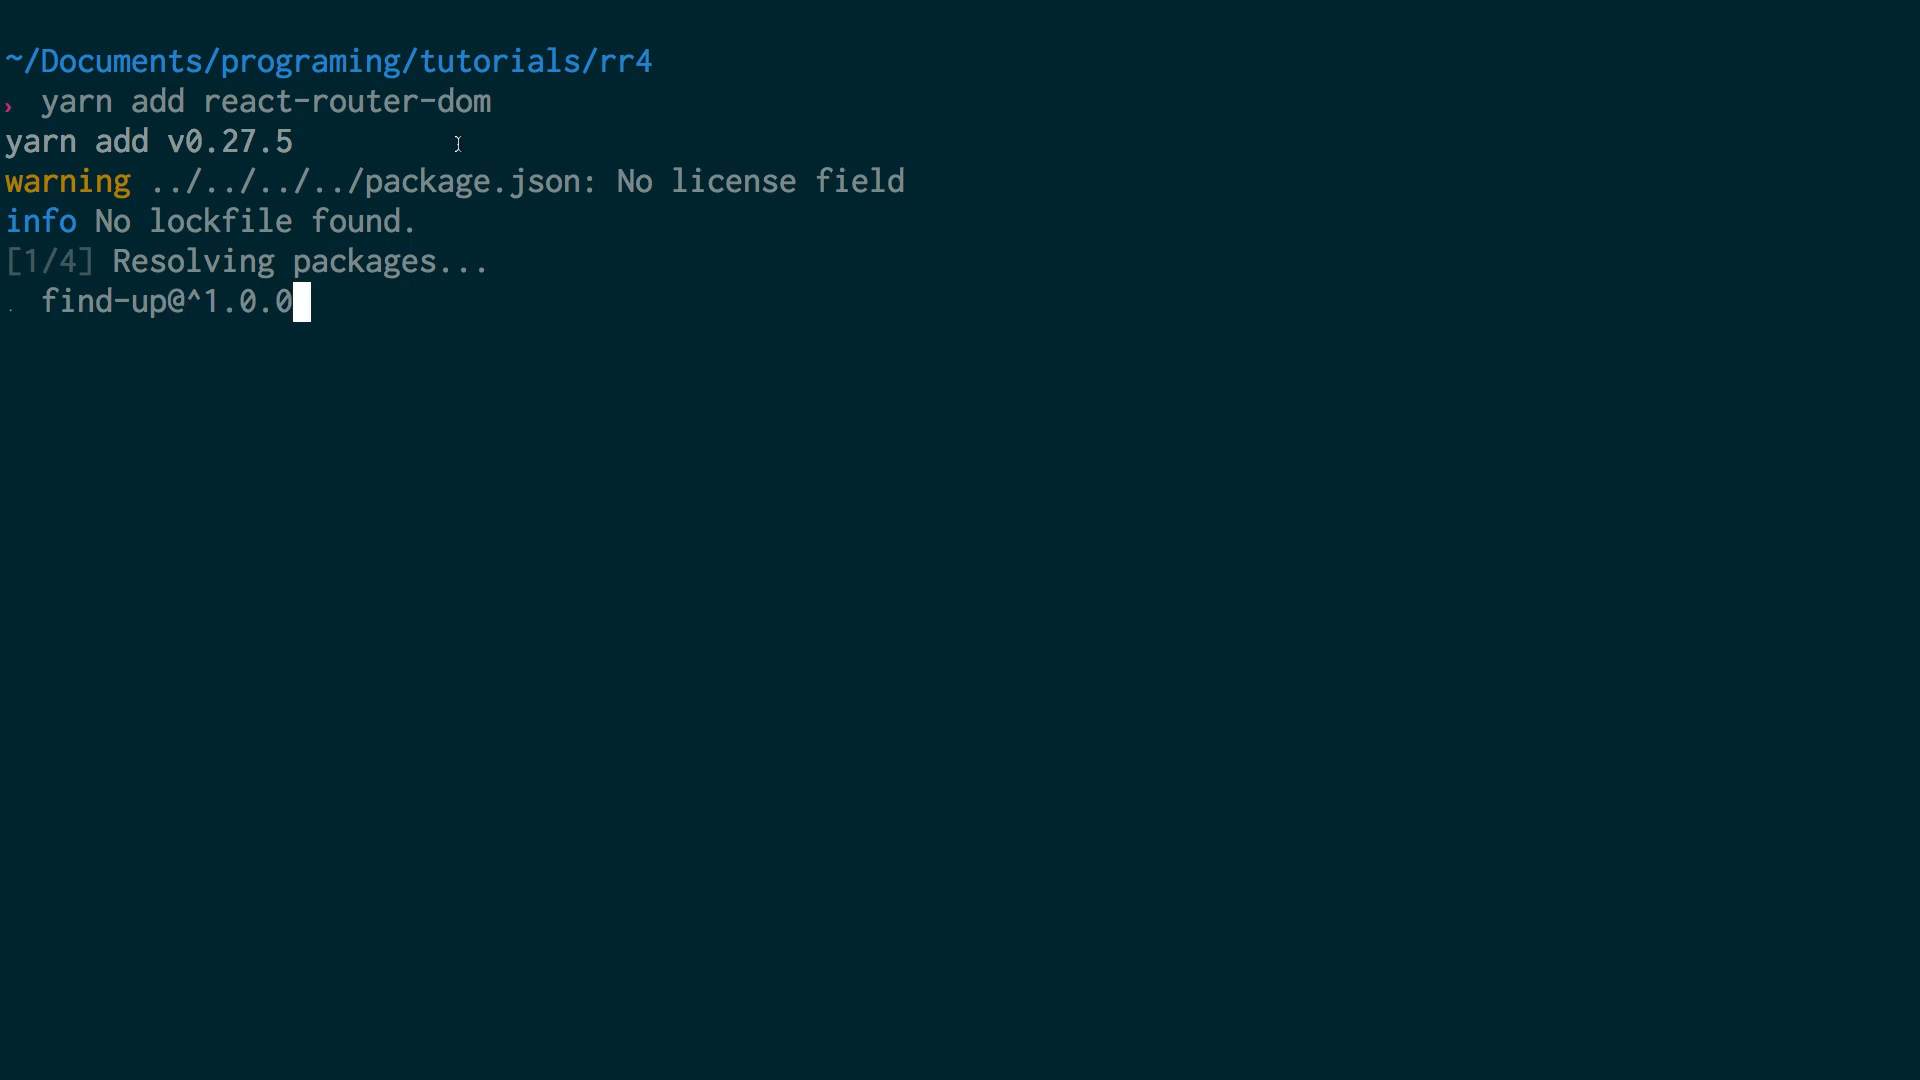 ~/Documents/programing/tutorials/rr4
› yarn add react-router-dom
yarn add v0.27.5
warning ../../../../package.json: No license field
info No lockfile found.
[1/4] Resolving packages...
. find-up@^1.0.0